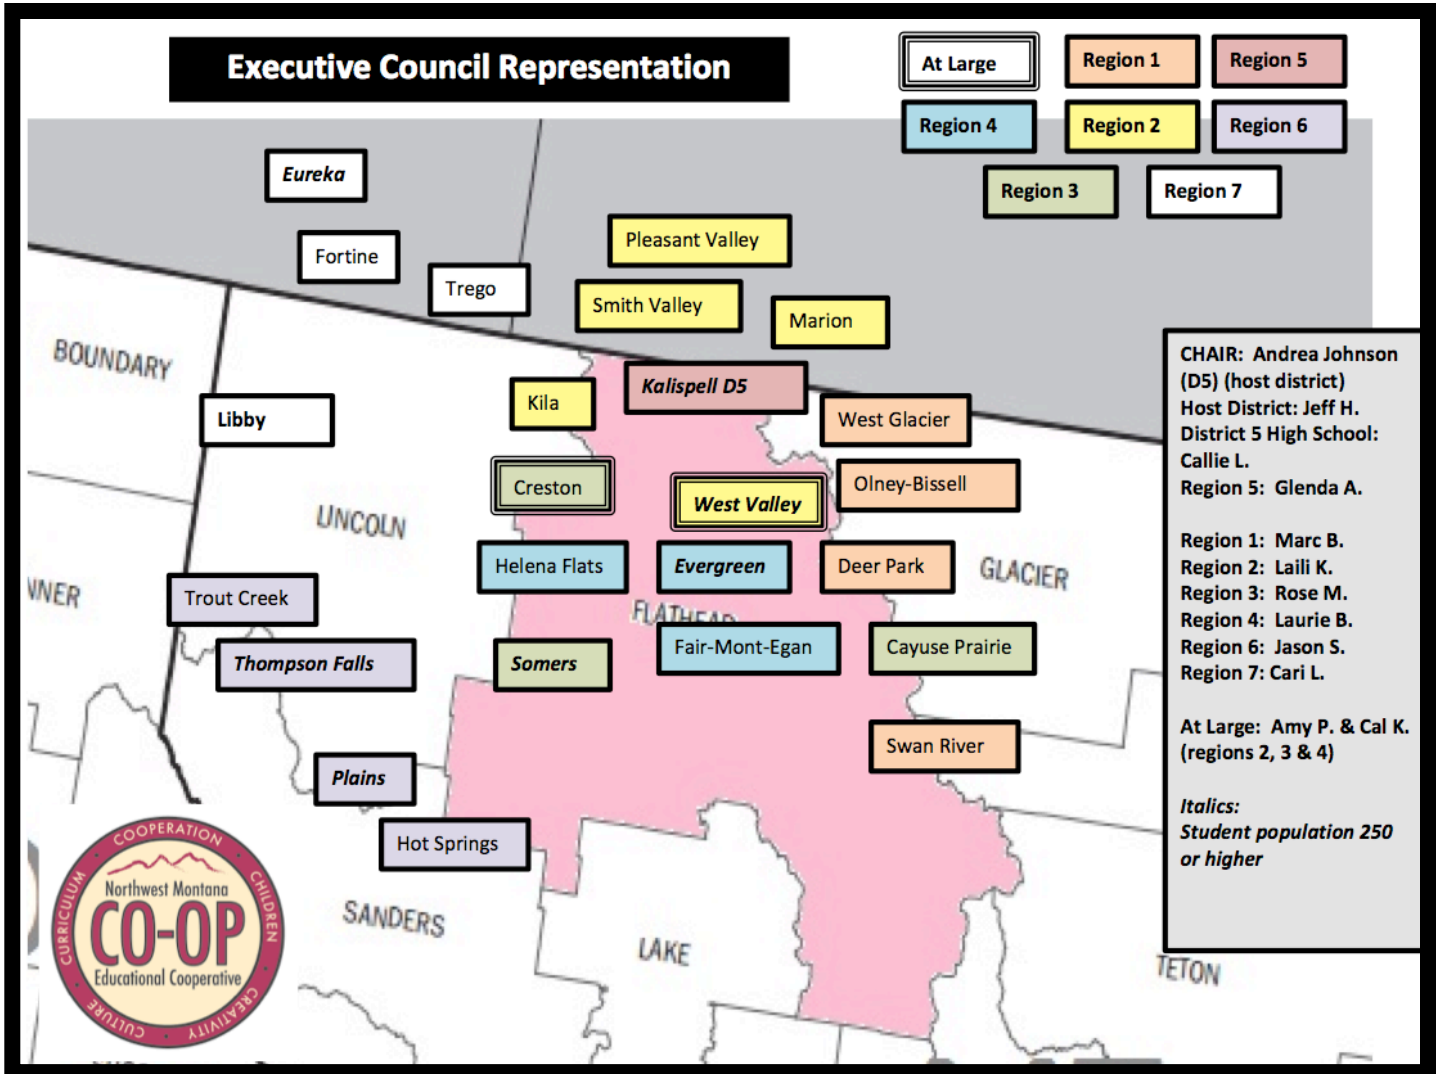 Executive Council Representation
At Large
Region 1
Region 5
Region 4
Region 2
Region 6
Region 3
Region 7
Eureka
Fortine
Trego
Pleasant Valley
Smith Valley
Marion
BOUNDARY
Libby
Kila
Kalispell D5
West Glacier
Creston
West Valley
Olney-Bissell
LINCOLN
Helena Flats
Evergreen
Deer Park
GLACIER
NNER
Trout Creek
FLATHEAD
Thompson Falls
Somers
Fair-Mont-Egan
Cayuse Prairie
Swan River
Plains
Hot Springs
SANDERS
LAKE
TETON
CHAIR: Andrea Johnson
(D5) (host district)
Host District: Jeff H.
District 5 High School:
Callie L.
Region 5: Glenda A.
Region 1: Marc B.
Region 2: Laili K.
Region 3: Rose M.
Region 4: Laurie B.
Region 6: Jason S.
Region 7: Cari L.
At Large: Amy P. & Cal K.
(regions 2, 3 & 4)
Italics:
Student population 250
or higher
COOPERATION
CHILDREN
CREATIVITY
CULTURE
CURRICULUM
Northwest Montana
CO-OP
Educational Cooperative